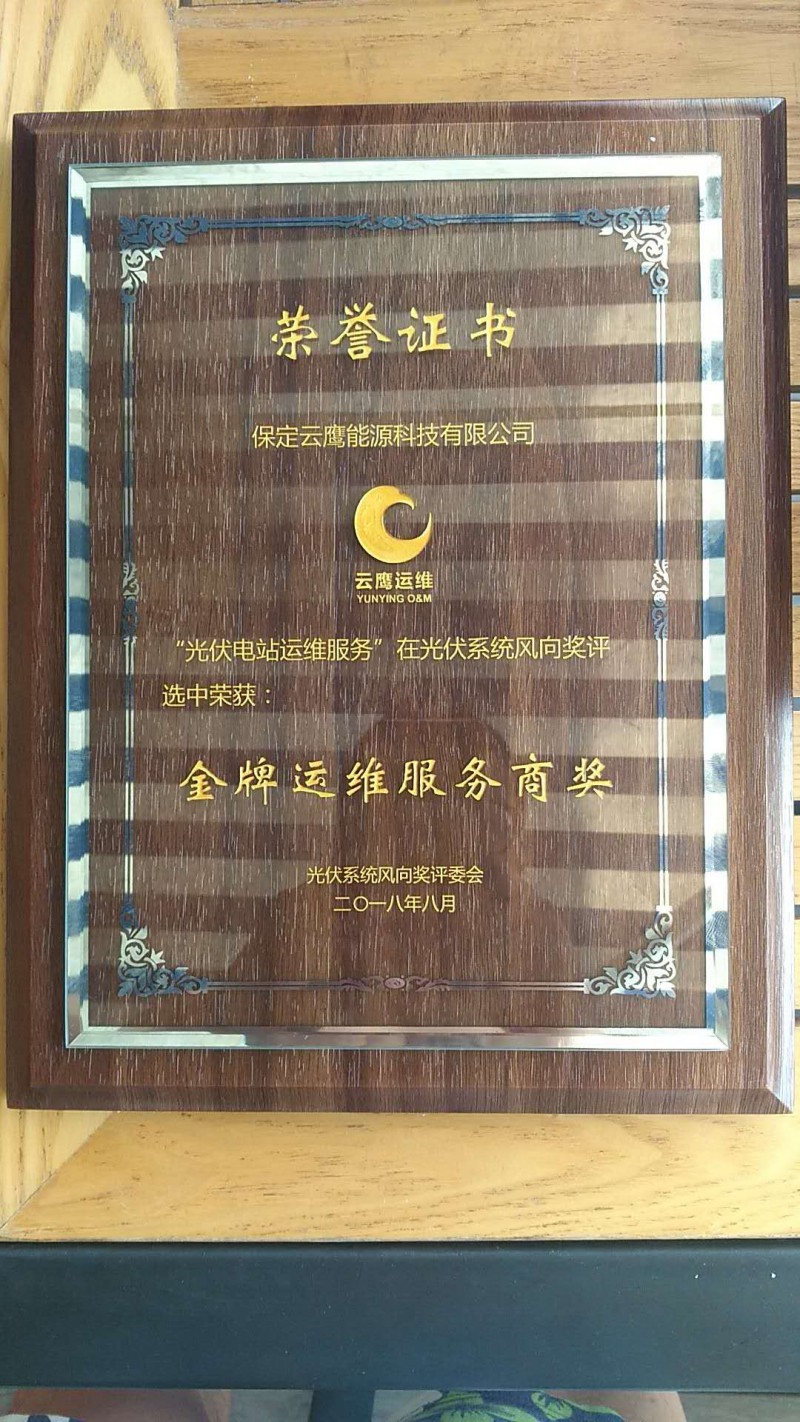 荣誉证书
保定云鹰能源科技有限公司
云鹰运维
YUNYING O&M
“光伏电站运维服务”在光伏系统风向奖评
选中荣获：
金牌运维服务商奖
光伏系统风向奖评委会
二〇一八年八月